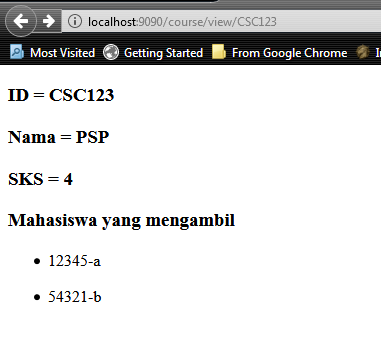 localhost:9090/course/view/CSC123
Most Visited Getting Started From Google Chrome
ID = CSC123
Nama = PSP
SKS = 4
Mahasiswa yang mengambil
12345-a
54321-b